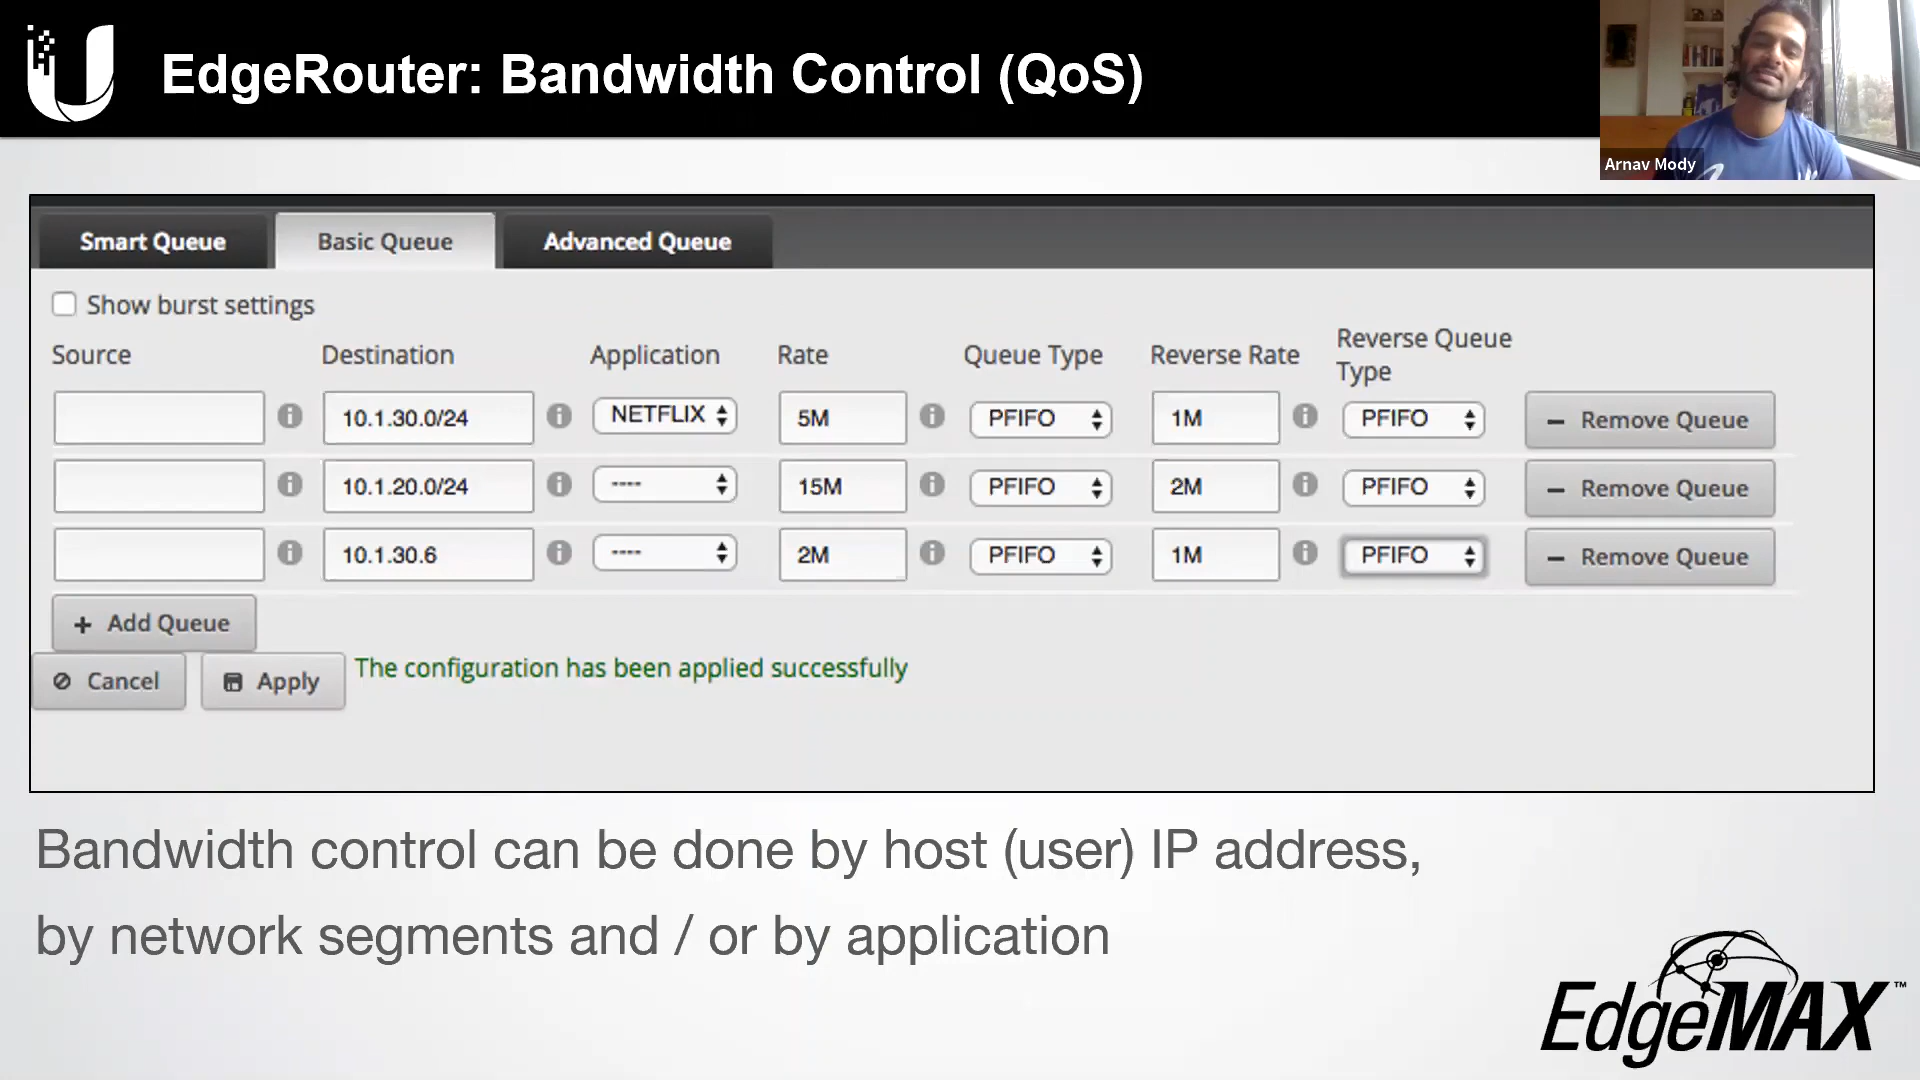 EdgeRouter: Bandwidth Control (QoS)
Arnav Mody
Smart Queue Basic Queue Advanced Queue
Show burst settings
Source Destination Application Rate Queue Type Reverse Rate Reverse Queue Type
10.1.30.0/24 NETFLIX 5M PFIFO 1M PFIFO − Remove Queue
10.1.20.0/24 ---- 15M PFIFO 2M PFIFO − Remove Queue
10.1.30.6 ---- 2M PFIFO 1M PFIFO − Remove Queue
+ Add Queue
Cancel Apply The configuration has been applied successfully
Bandwidth control can be done by host (user) IP address,
by network segments and / or by application
EdgeMAX™